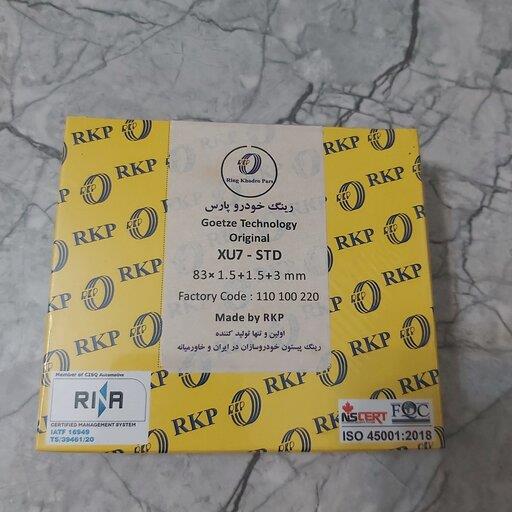 RKP
Ring Khodro Pars
رینگ خودرو پارس
Goetze Technology
Original
XU7 - STD
83× 1.5+1.5+3 mm
Factory Code : 110 100 220
Made by RKP
اولین و تنها تولید کننده
رینگ پیستون خودروسازان در ایران و خاورمیانه
Member of CISQ Automotive
RINA
CERTIFIED MANAGEMENT SYSTEM
IATF 16949
TS/39461/20
RKP
NSCERT
FQC
ISO 45001:2018